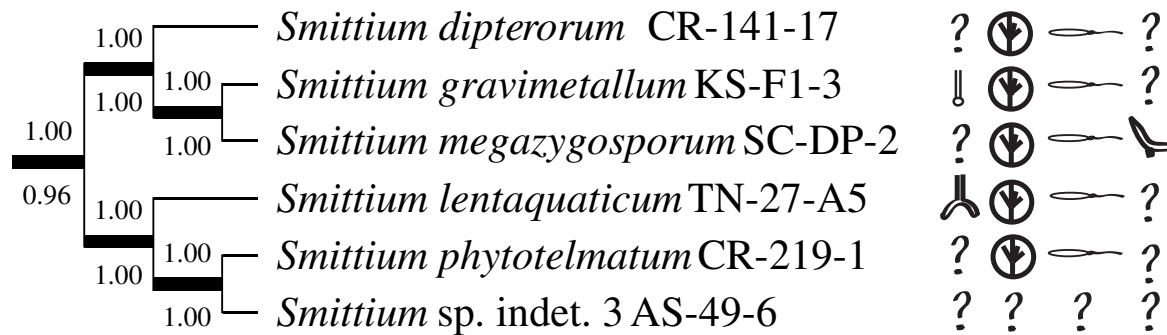 1.00
Smittium dipterorum CR-141-17 ? ?
1.00 1.00
Smittium gravimetallum KS-F1-3 ?
1.00
1.00
Smittium megazygosporum SC-DP-2 ?
0.96
1.00
Smittium lentaquaticum TN-27-A5 ?
1.00 1.00
Smittium phytotelmatum CR-219-1 ? ?
1.00
Smittium sp. indet. 3 AS-49-6 ? ? ? ?